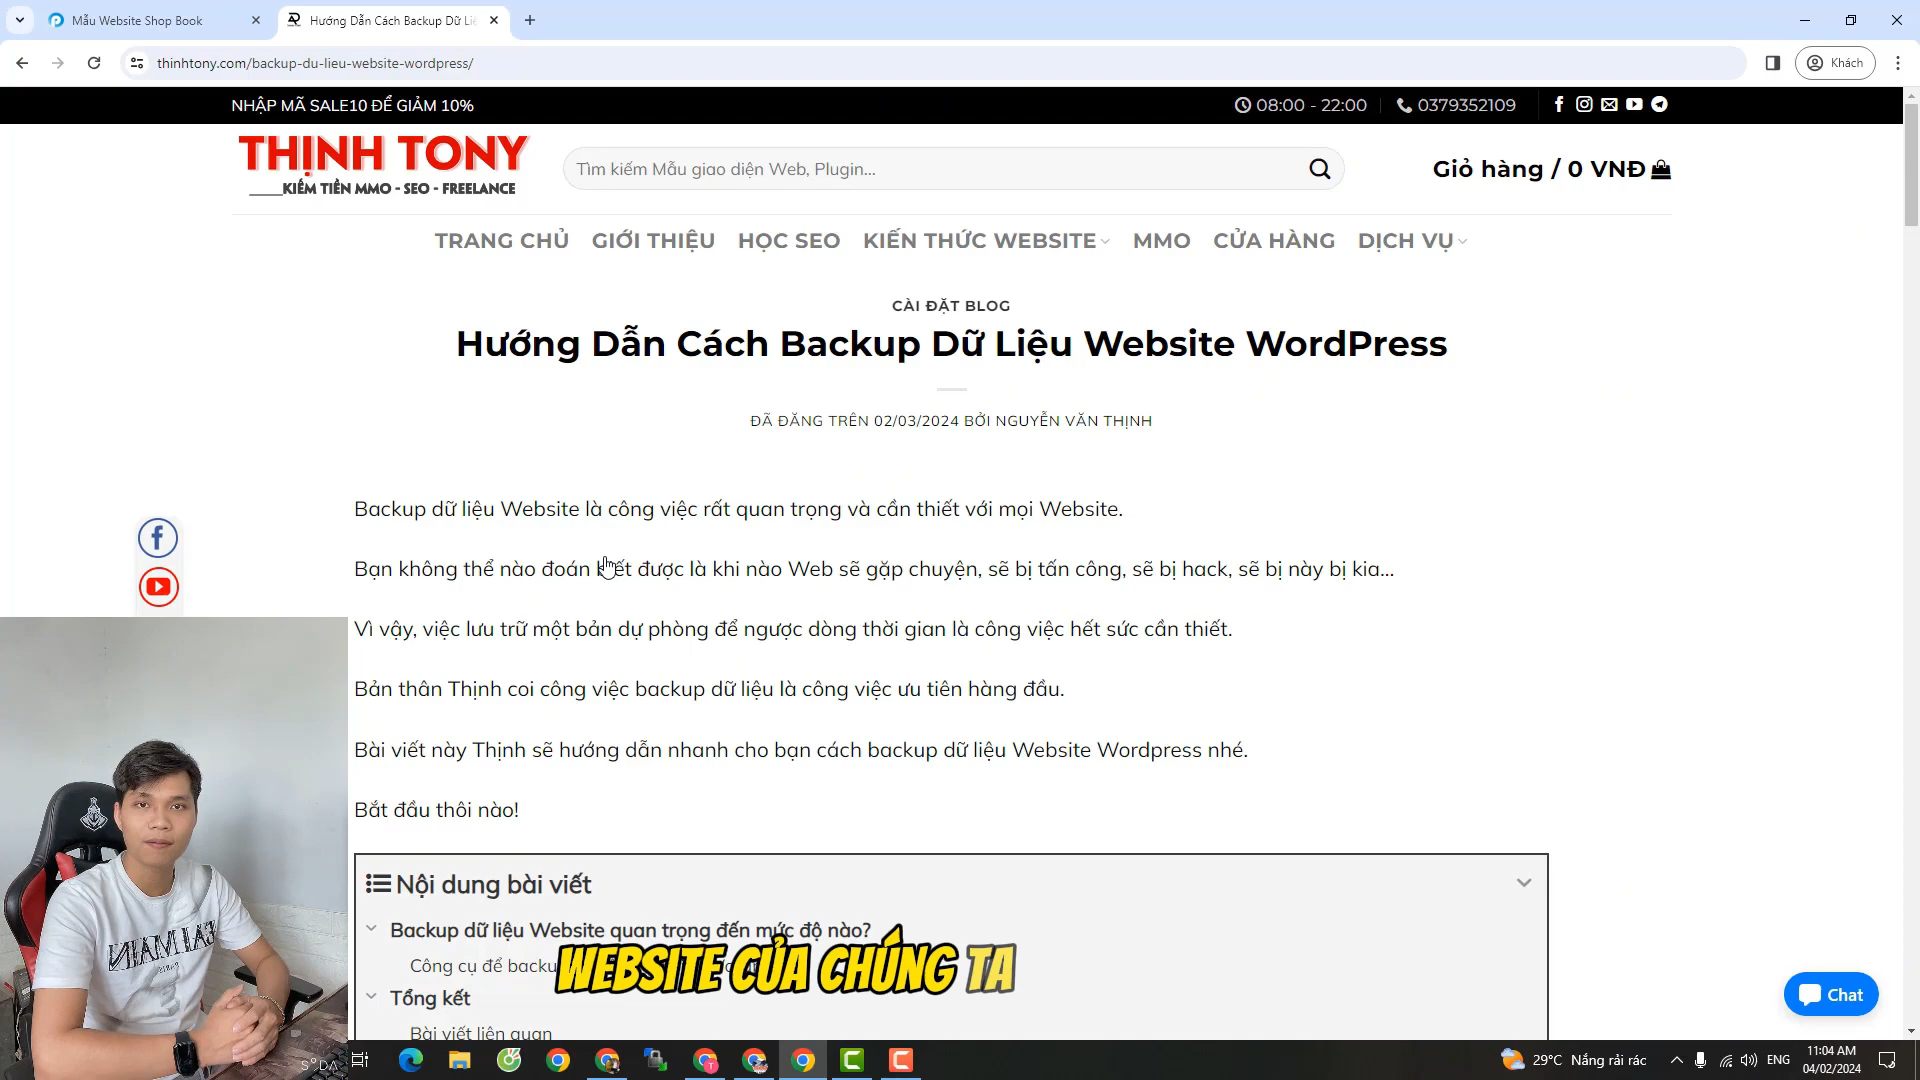 Mẫu Website Shop Book
Hướng Dẫn Cách Backup Dữ Liệ
thinhtony.com/backup-du-lieu-website-wordpress/
Khách
NHẬP MÃ SALE10 ĐỂ GIẢM 10%
08:00 - 22:00
0379352109
THỊNH TONY
____KIẾM TIỀN MMO - SEO - FREELANCE
Tìm kiếm Mẫu giao diện Web, Plugin...
Giỏ hàng / 0 VNĐ
TRANG CHỦ GIỚI THIỆU HỌC SEO KIẾN THỨC WEBSITE MMO CỬA HÀNG DỊCH VỤ
CÀI ĐẶT BLOG
Hướng Dẫn Cách Backup Dữ Liệu Website WordPress
ĐÃ ĐĂNG TRÊN 02/03/2024 BỞI NGUYỄN VĂN THỊNH
Backup dữ liệu Website là công việc rất quan trọng và cần thiết với mọi Website.
Bạn không thể nào đoán biết được là khi nào Web sẽ gặp chuyện, sẽ bị tấn công, sẽ bị hack, sẽ bị này bị kia...
Vì vậy, việc lưu trữ một bản dự phòng để ngược dòng thời gian là công việc hết sức cần thiết.
Bản thân Thịnh coi công việc backup dữ liệu là công việc ưu tiên hàng đầu.
Bài viết này Thịnh sẽ hướng dẫn nhanh cho bạn cách backup dữ liệu Website Wordpress nhé.
Bắt đầu thôi nào!
Nội dung bài viết
Backup dữ liệu Website quan trọng đến mức độ nào?
Công cụ để backu
WEBSITE CỦA CHÚNG TA
Tổng kết
Bài viết liên quan
Chat
29°C Nắng rải rác
ENG
11:04 AM
04/02/2024